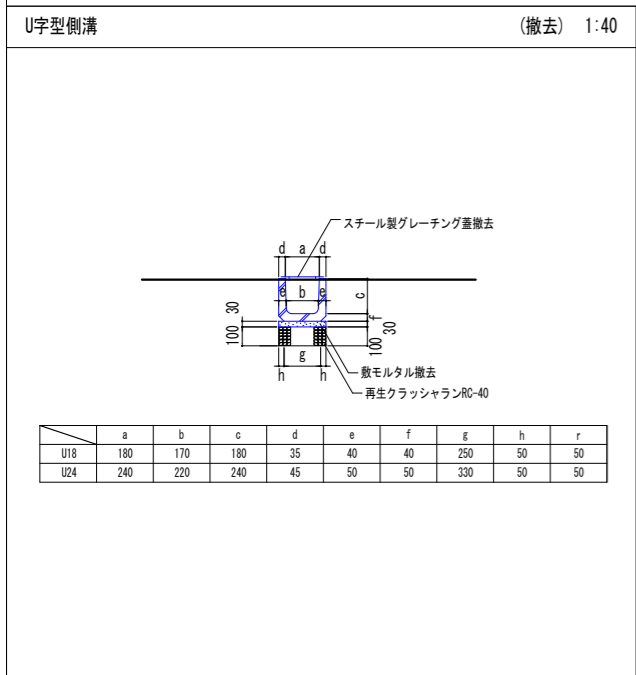 U字型側溝 (撤去) 1:40
スチール製グレーチング蓋撤去
d a d
e b e c
30 f 30
100 100
g
h h
敷モルタル撤去
再生クラッシャランRC-40
a b c d e f g h r
U18 180 170 180 35 40 40 250 50 50
U24 240 220 240 45 50 50 330 50 50